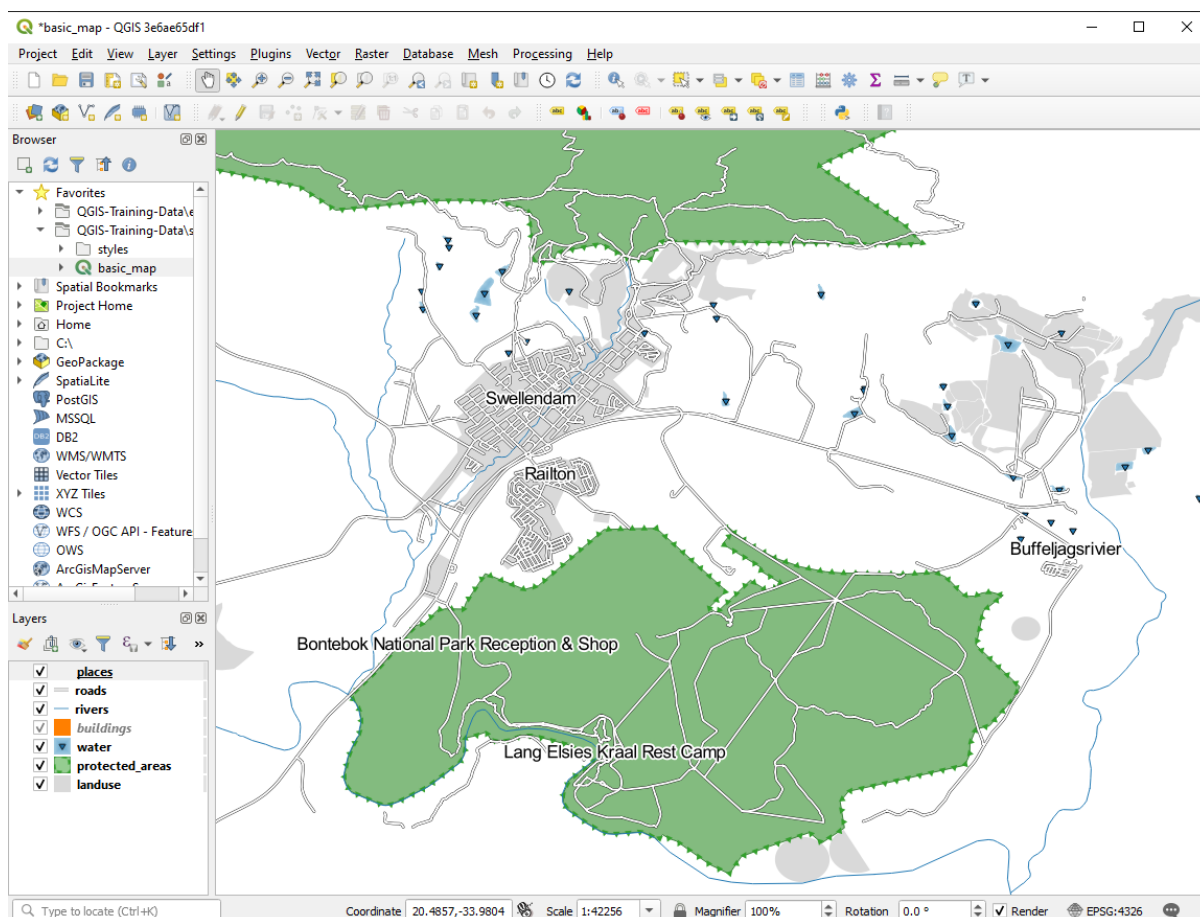 *basic_map - QGIS 3e6ae65df1
Project Edit View Layer Settings Plugins Vector Raster Database Mesh Processing Help
Browser
Favorites
QGIS-Training-Data\e
QGIS-Training-Data\s
styles
basic_map
Spatial Bookmarks
Project Home
Home
C:\
GeoPackage
SpatiaLite
PostGIS
MSSQL
DB2
WMS/WMTS
Vector Tiles
XYZ Tiles
WCS
WFS / OGC API - Feature
OWS
ArcGisMapServer
Layers
places
roads
rivers
buildings
water
protected_areas
landuse
Swellendam
Railton
Buffeljagsrivier
Bontebok National Park Reception & Shop
Lang Elsies Kraal Rest Camp
Type to locate (Ctrl+K)
Coordinate 20.4857,-33.9804 Scale 1:42256 Magnifier 100% Rotation 0.0 ° Render EPSG:4326